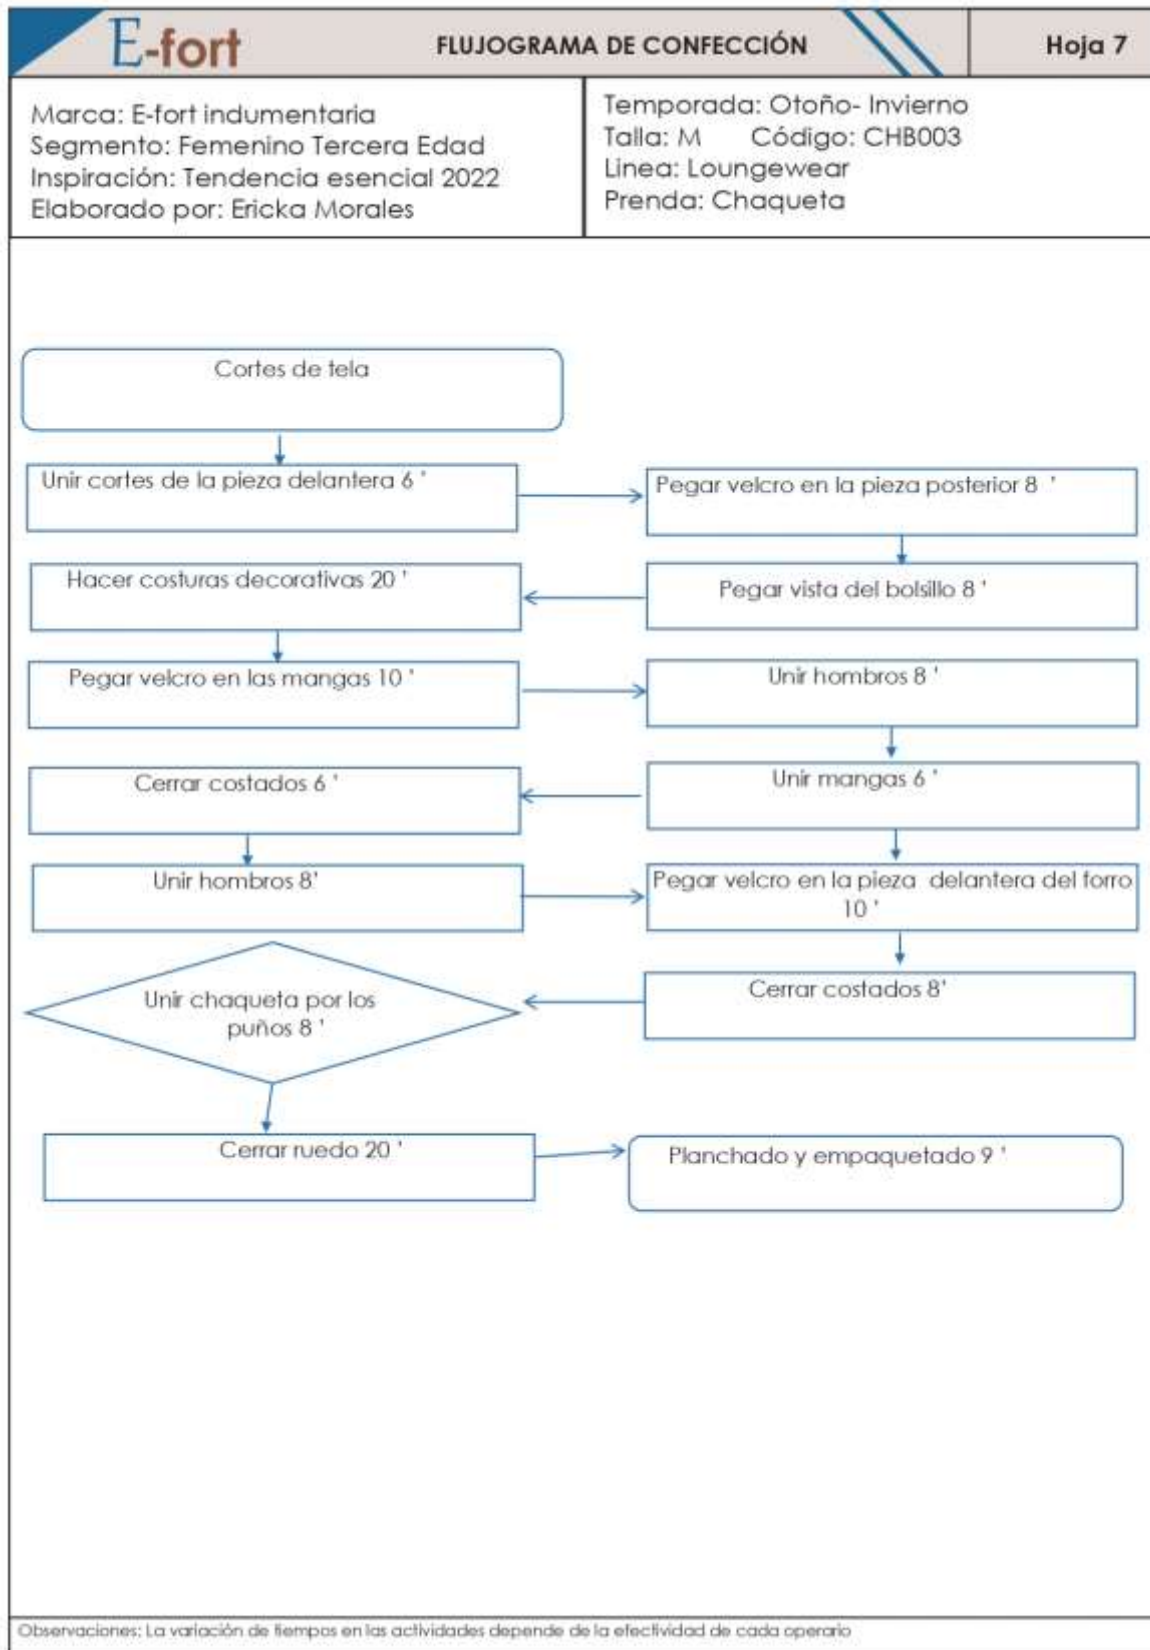 E-fort
FLUJOGRAMA DE CONFECCIÓN
Hoja 7
Marca: E-fort indumentaria
Segmento: Femenino Tercera Edad
Inspiración: Tendencia esencial 2022
Elaborado por: Ericka Morales
Temporada: Otoño- Invierno
Talla: M Código: CHB003
Linea: Loungewear
Prenda: Chaqueta
Cortes de tela
Unir cortes de la pieza delantera 6 '
Pegar velcro en la pieza posterior 8 '
Hacer costuras decorativas 20 '
Pegar vista del bolsillo 8 '
Pegar velcro en las mangas 10 '
Unir hombros 8 '
Cerrar costados 6 '
Unir mangas 6 '
Unir hombros 8'
Pegar velcro en la pieza delantera del forro
10 '
Unir chaqueta por los
puños 8 '
Cerrar costados 8'
Cerrar ruedo 20 '
Planchado y empaquetado 9 '
Observaciones: La variación de tiempos en las actividades depende de la efectividad de cada operario